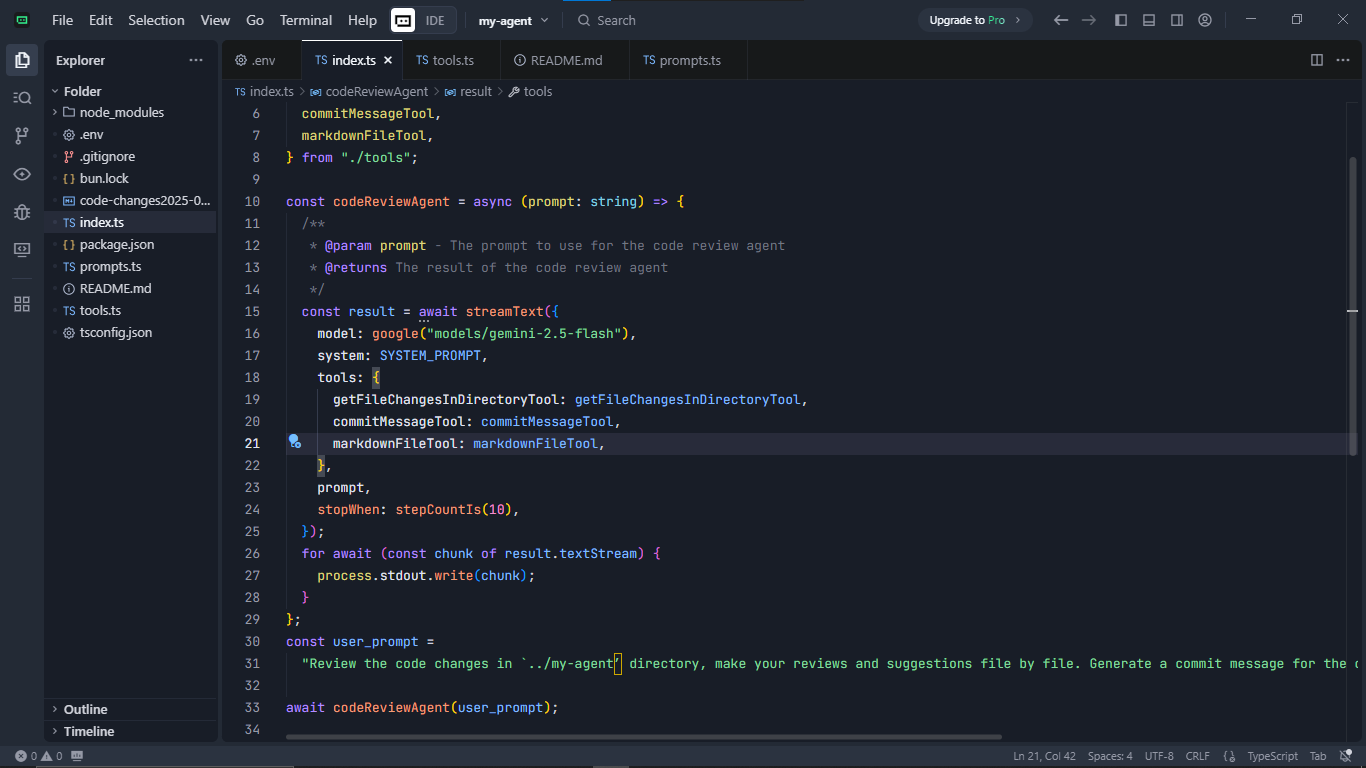 File Edit Selection View Go Terminal Help IDE my-agent Search Upgrade to Pro
Explorer
Folder
node_modules
.env
.gitignore
bun.lock
code-changes2025-0...
TS index.ts
package.json
TS prompts.ts
README.md
TS tools.ts
tsconfig.json
Outline
Timeline
.env TS index.ts TS tools.ts README.md TS prompts.ts
TS index.ts > codeReviewAgent > result > tools
6 commitMessageTool,
7 markdownFileTool,
8 } from "./tools";
9
10 const codeReviewAgent = async (prompt: string) => {
11 /**
12 * @param prompt - The prompt to use for the code review agent
13 * @returns The result of the code review agent
14 */
15 const result = await streamText({
16 model: google("models/gemini-2.5-flash"),
17 system: SYSTEM_PROMPT,
18 tools: {
19 getFileChangesInDirectoryTool: getFileChangesInDirectoryTool,
20 commitMessageTool: commitMessageTool,
21 markdownFileTool: markdownFileTool,
22 },
23 prompt,
24 stopWhen: stepCountIs(10),
25 });
26 for await (const chunk of result.textStream) {
27 process.stdout.write(chunk);
28 }
29 };
30 const user_prompt =
31 "Review the code changes in `../my-agent’ directory, make your reviews and suggestions file by file. Generate a commit message for the
32
33 await codeReviewAgent(user_prompt);
34
0 0 Ln 21, Col 42 Spaces: 4 UTF-8 CRLF {} TypeScript Tab